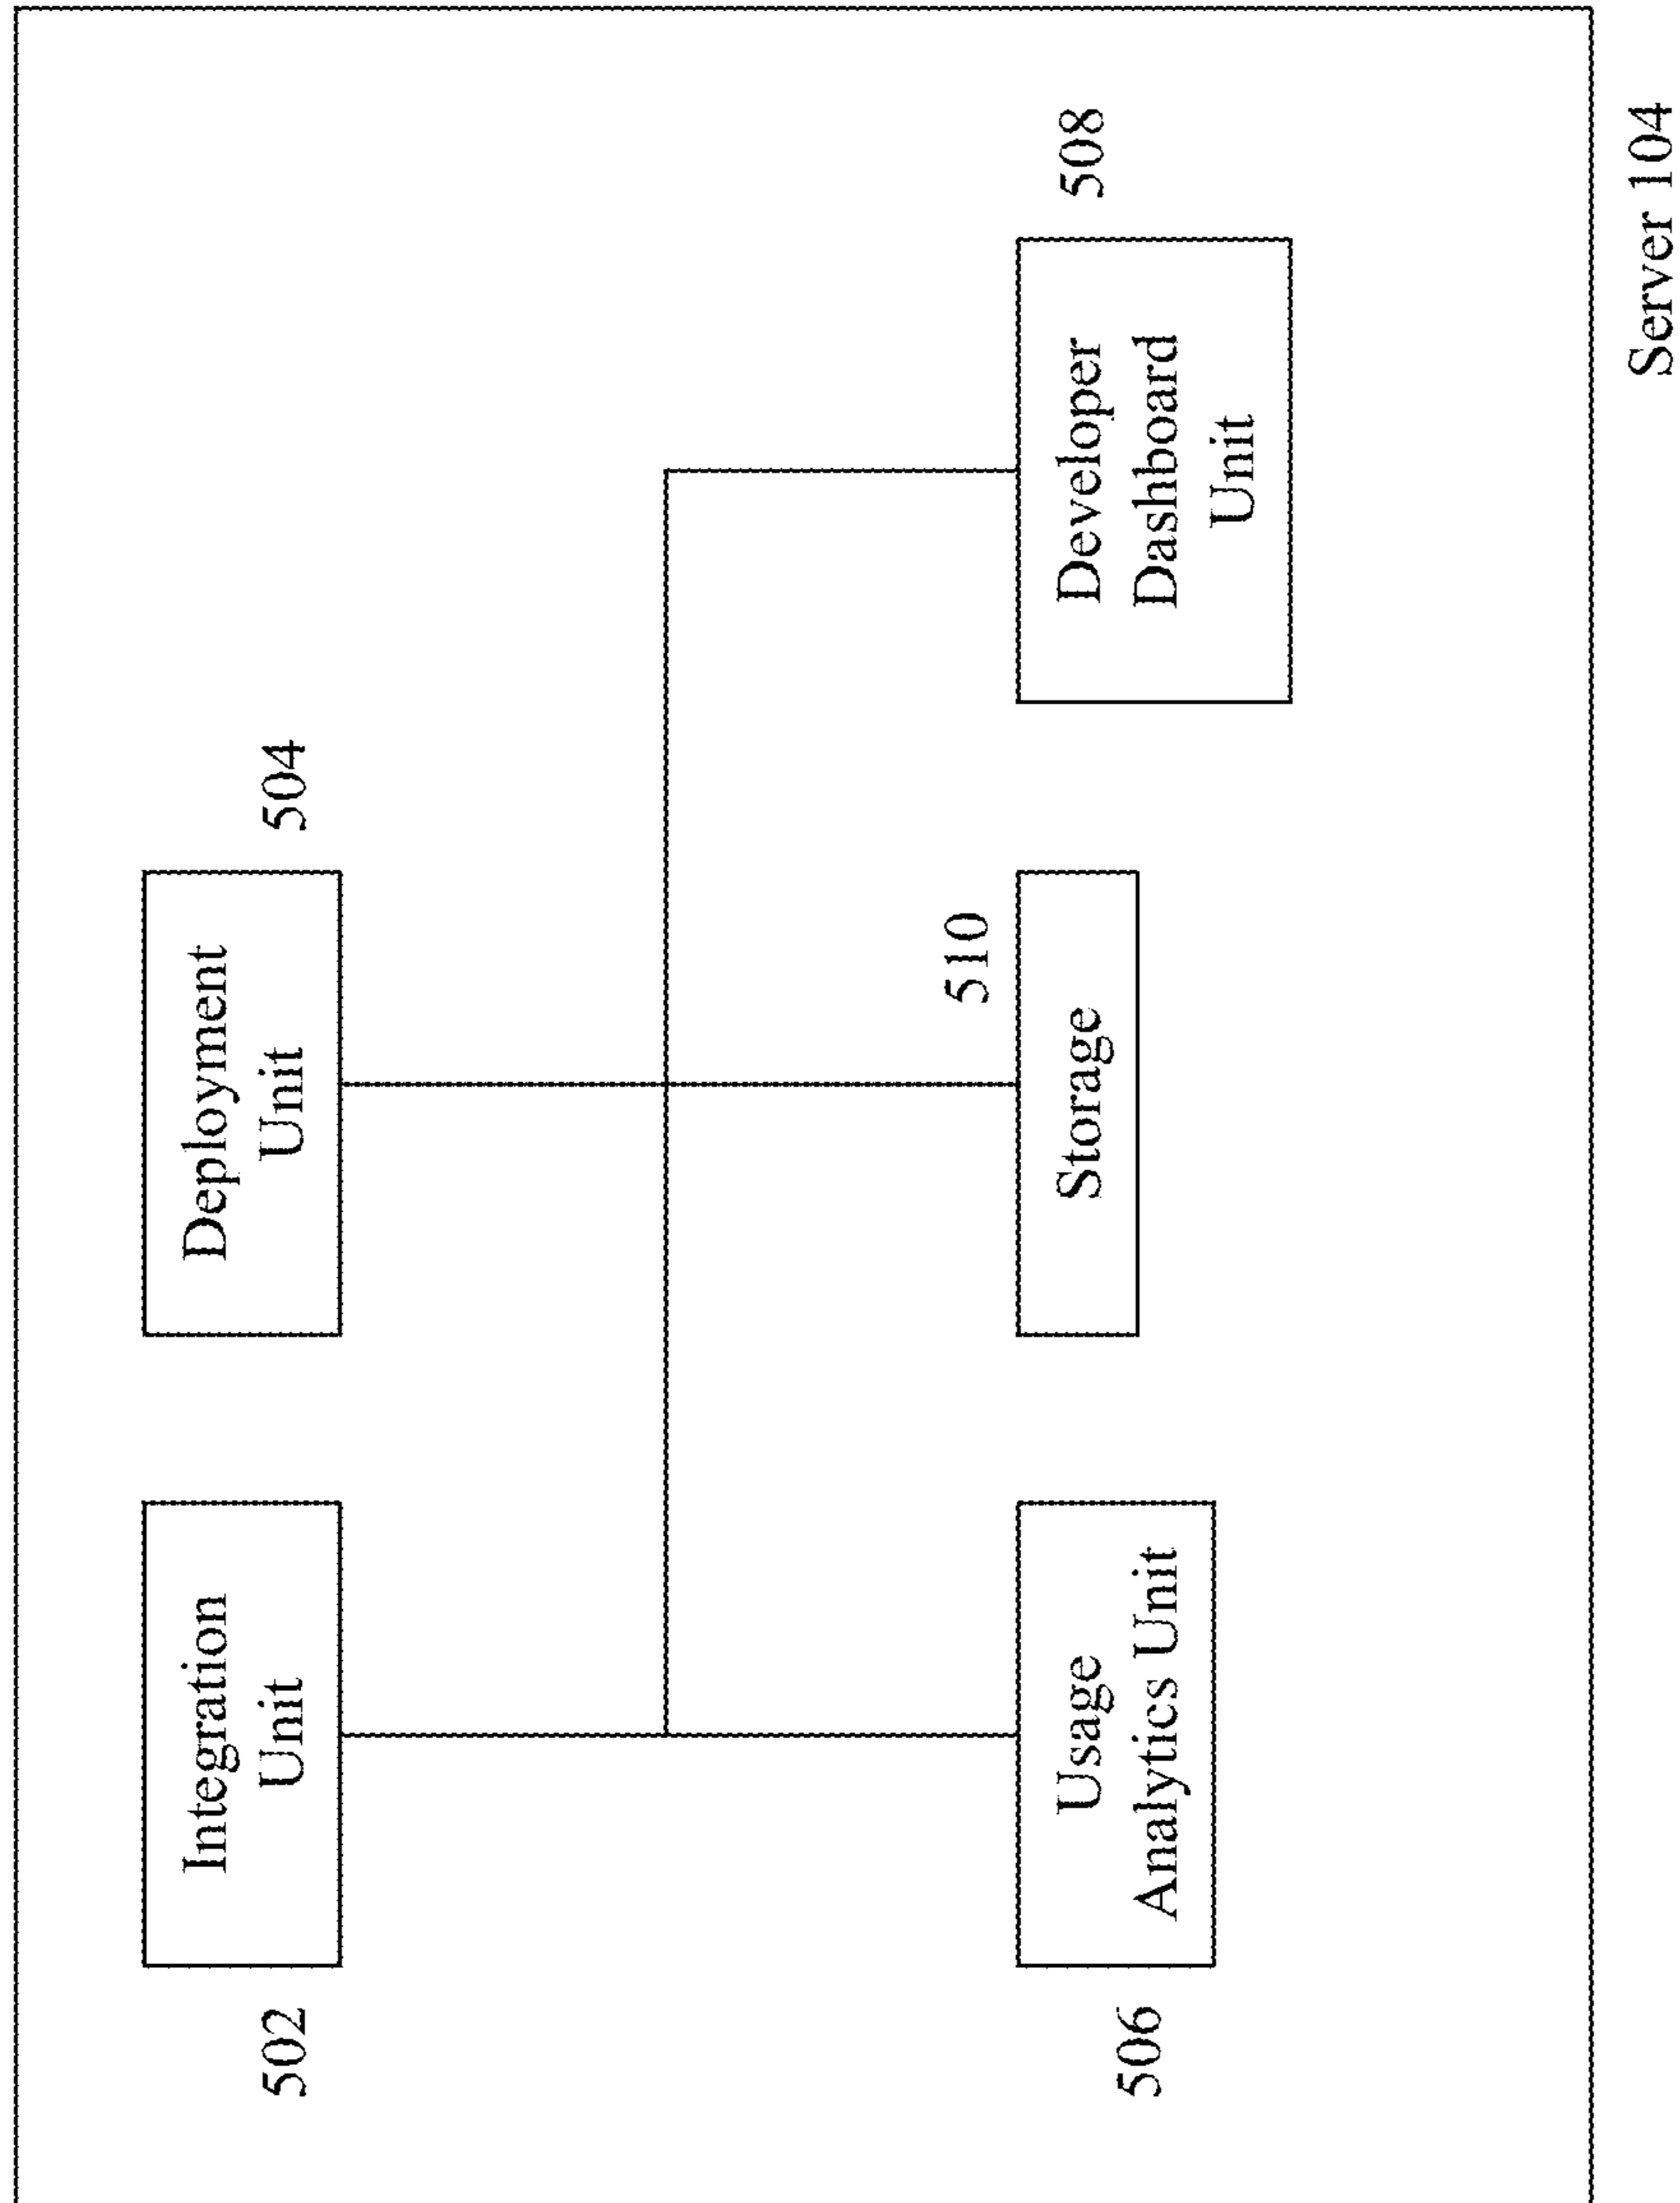 Integration
Unit
502
Deployment
Unit
504
Usage
Analytics Unit
506
Storage
510
Developer
Dashboard
Unit
508
Server 104